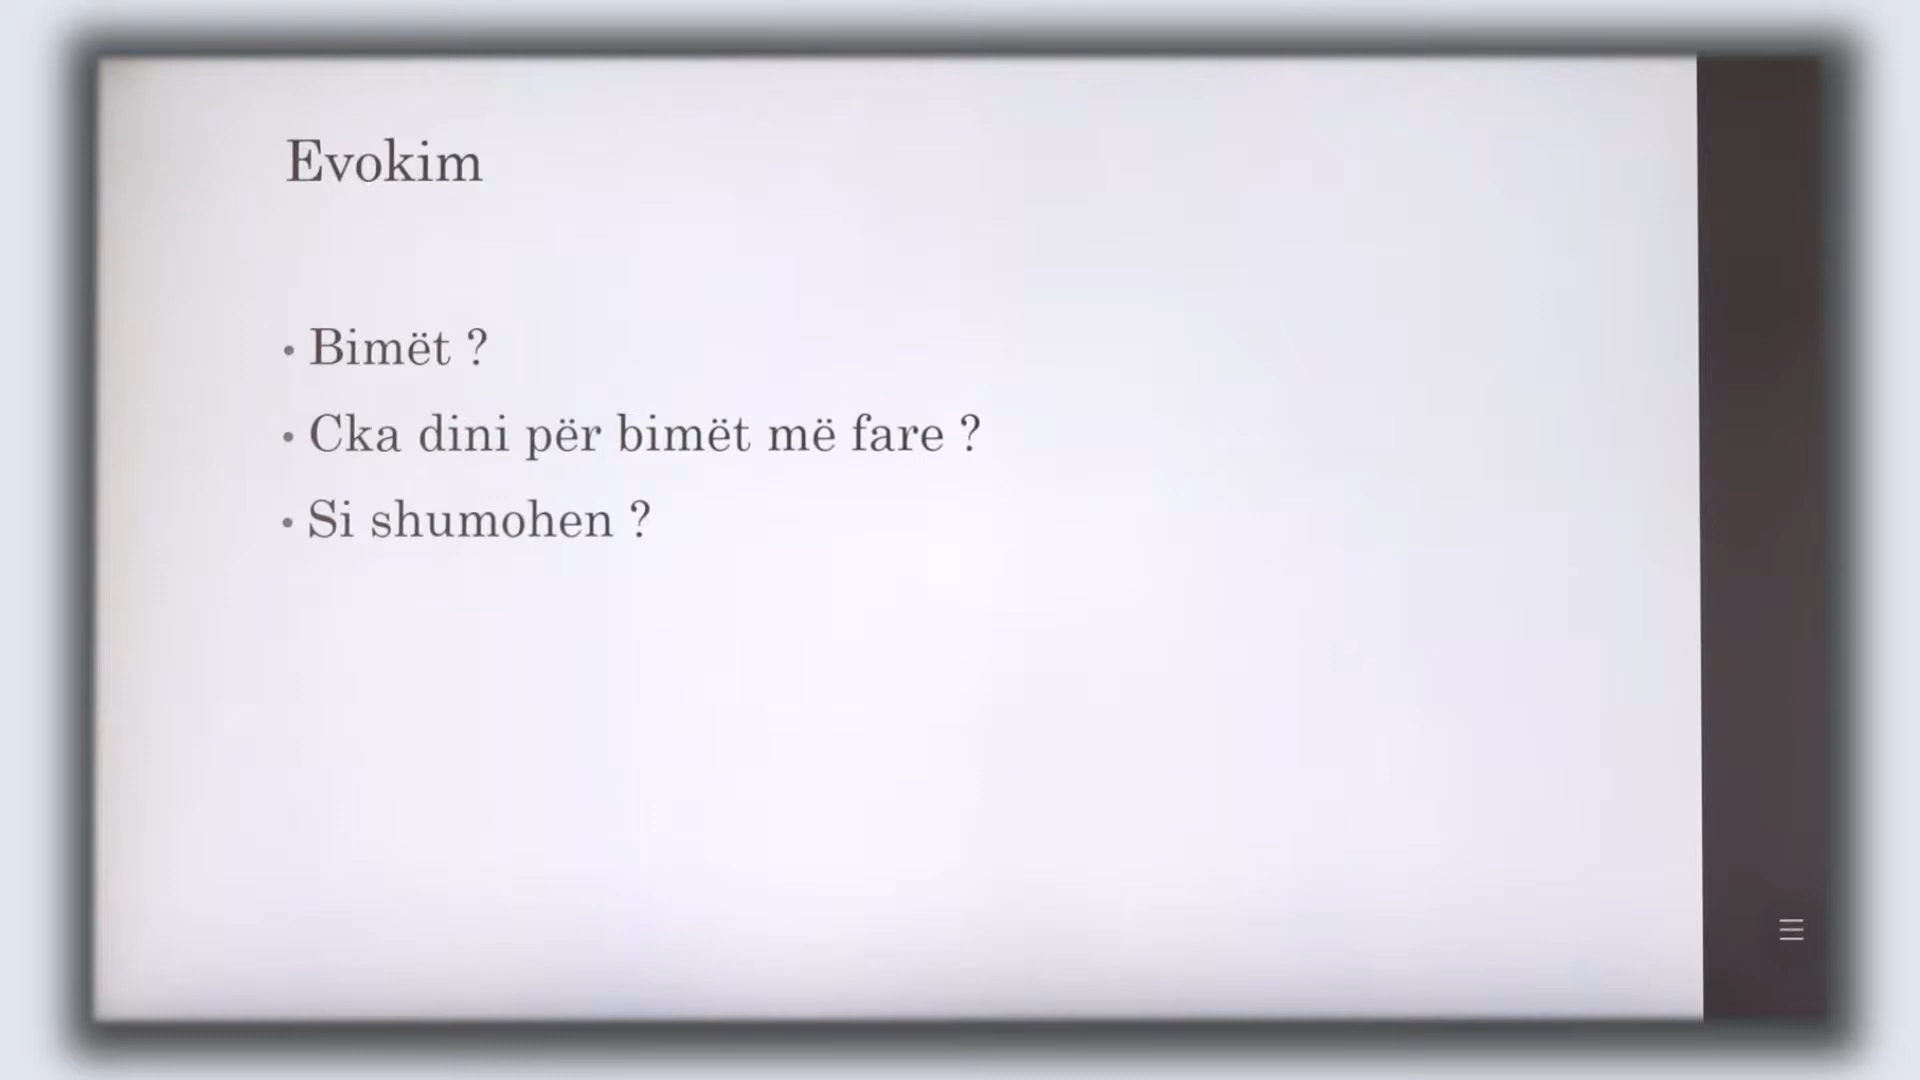 Evokim
• Bimët ?
• Cka dini për bimët më fare ?
• Si shumohen ?